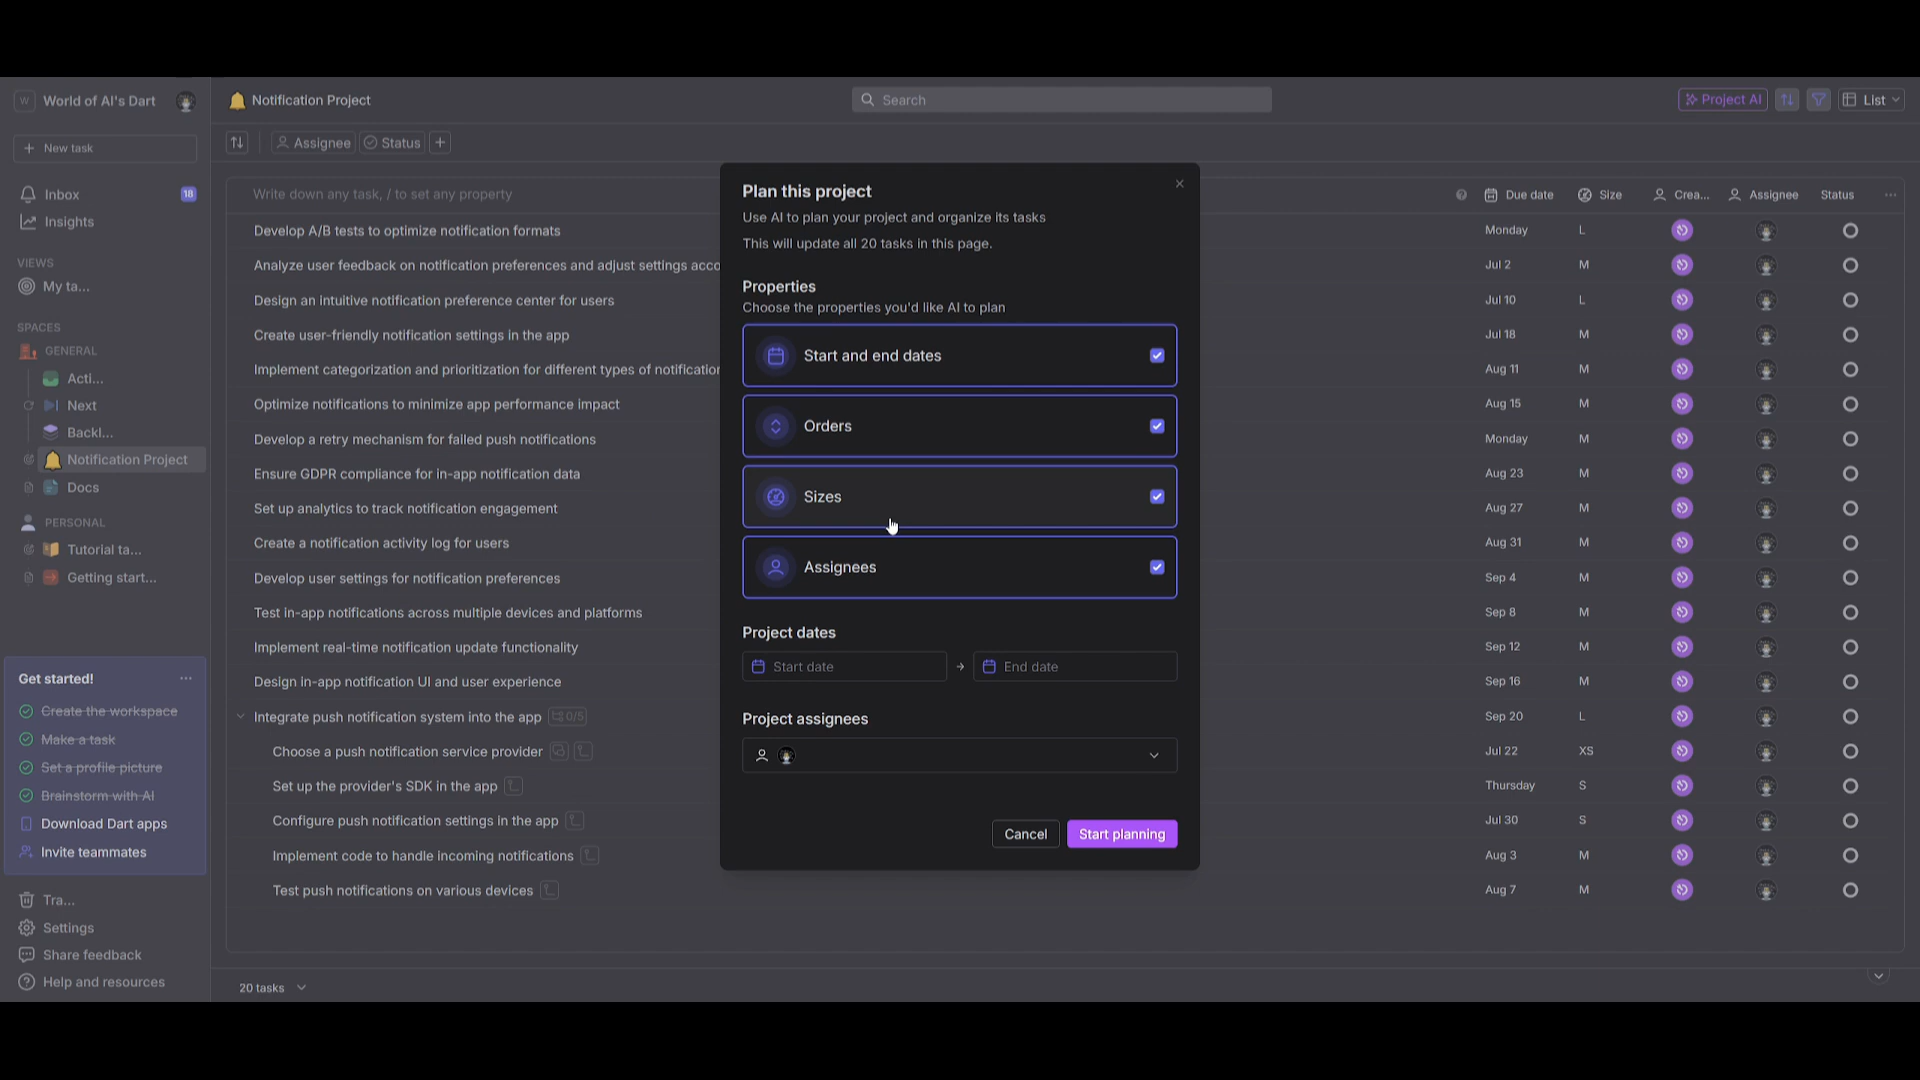 W World of AI's Dart
Notification Project
Search
Project AI
List
New task
Assignee
Status
Inbox
18
Insights
VIEWS
My ta...
SPACES
GENERAL
Acti...
Next
Backl...
Notification Project
Docs
PERSONAL
Tutorial ta...
Getting start...
Get started!
Create the workspace
Make a task
Set a profile picture
Brainstorm with AI
Download Dart apps
Invite teammates
Tra...
Settings
Share feedback
Help and resources
Write down any task, / to set any property
Due date
Size
Crea...
Assignee
Status
Develop A/B tests to optimize notification formats
Monday
L
Analyze user feedback on notification preferences and adjust settings acco
Jul 2
M
Design an intuitive notification preference center for users
Jul 10
L
Create user-friendly notification settings in the app
Jul 18
M
Implement categorization and prioritization for different types of notification
Aug 11
M
Optimize notifications to minimize app performance impact
Aug 15
M
Develop a retry mechanism for failed push notifications
Monday
M
Ensure GDPR compliance for in-app notification data
Aug 23
M
Set up analytics to track notification engagement
Aug 27
M
Create a notification activity log for users
Aug 31
M
Develop user settings for notification preferences
Sep 4
M
Test in-app notifications across multiple devices and platforms
Sep 8
M
Implement real-time notification update functionality
Sep 12
M
Design in-app notification UI and user experience
Sep 16
M
Integrate push notification system into the app
0/5
Sep 20
L
Choose a push notification service provider
Jul 22
XS
Set up the provider's SDK in the app
Thursday
S
Configure push notification settings in the app
Jul 30
S
Implement code to handle incoming notifications
Aug 3
M
Test push notifications on various devices
Aug 7
M
20 tasks
Plan this project
Use AI to plan your project and organize its tasks
This will update all 20 tasks in this page.
Properties
Choose the properties you'd like AI to plan
Start and end dates
Orders
Sizes
Assignees
Project dates
Start date
End date
Project assignees
Cancel
Start planning